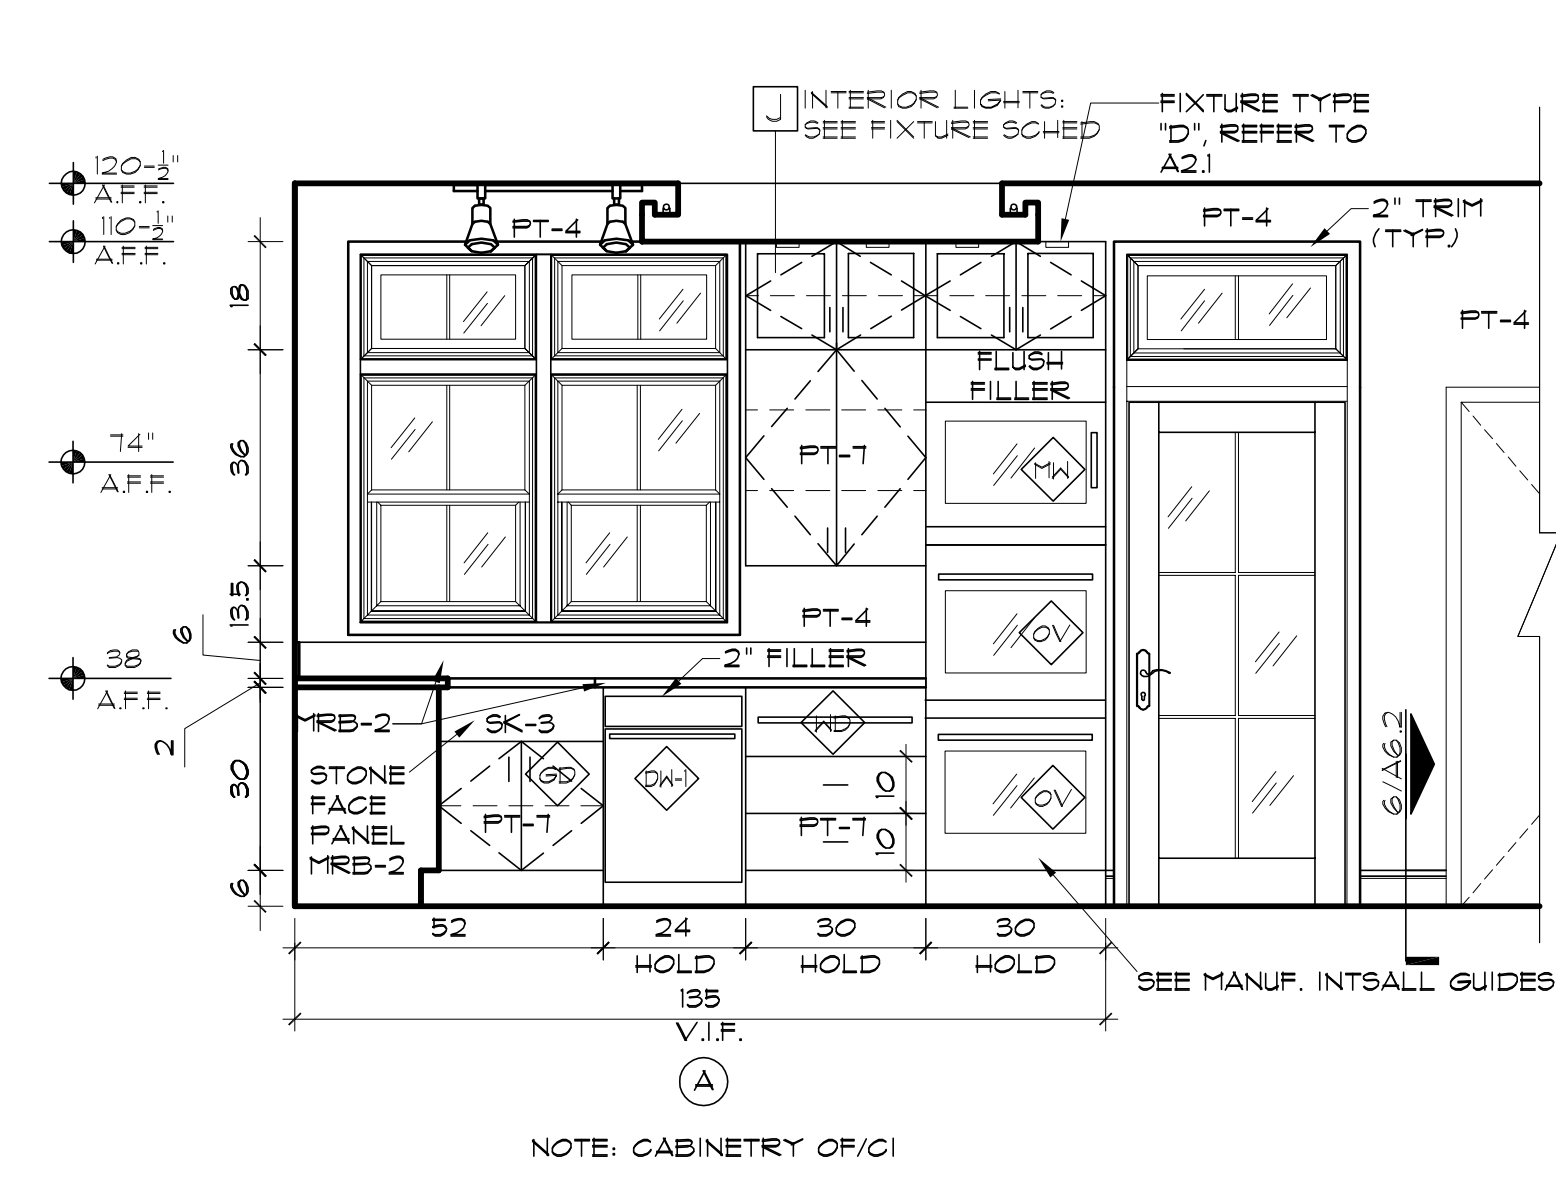 J
INTERIOR LIGHTS:
SEE FIXTURE SCHED
FIXTURE TYPE
"D", REFER TO
A2.1
120-½"
A.F.F.
110-½"
A.F.F.
PT-4
PT-4
2" TRIM
(TYP.)
18
PT-4
FLUSH
FILLER
74"
A.F.F.
36
PT-7
MW
13.5
6
PT-4
OV
38
A.F.F.
2" FILLER
MRB-2
SK-3
WD
2
6/A6.2
STONE
FACE
PANEL
MRB-2
30
GD
DW-1
10
OV
PT-7
PT-7
10
6
52
24
HOLD
30
HOLD
30
HOLD
SEE MANUF. INTSALL GUIDES
135
V.I.F.
A
NOTE: CABINETRY OF/CI